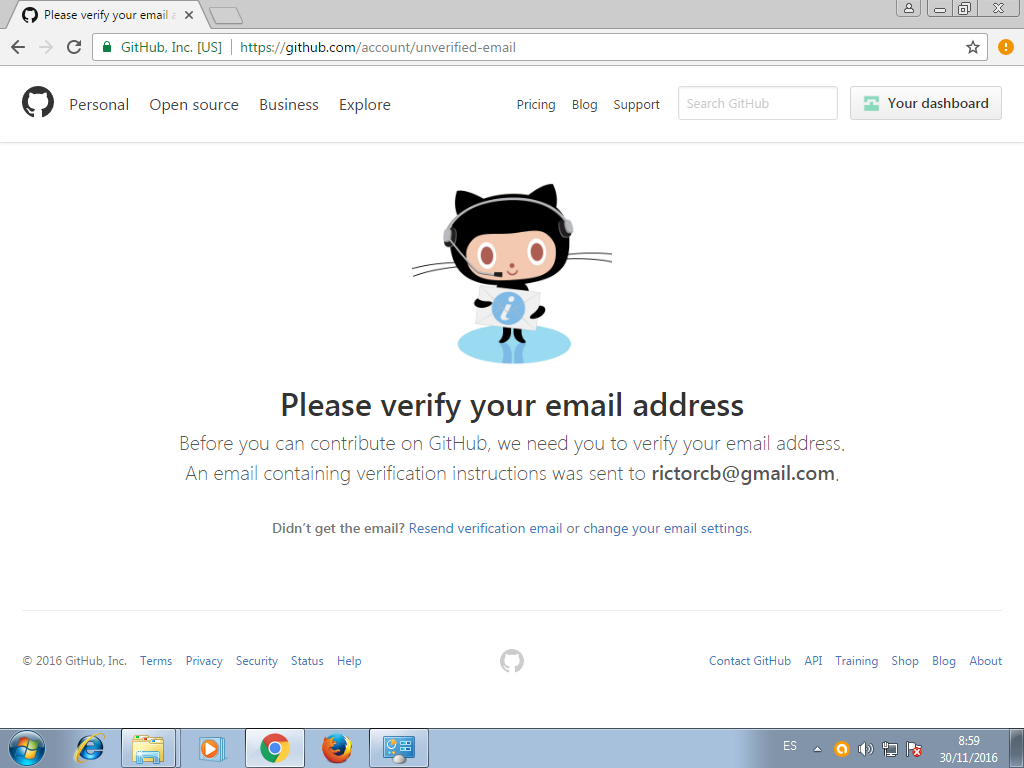 Please verify your email a
GitHub, Inc. [US] https://github.com/account/unverified-email
Personal Open source Business Explore Pricing Blog Support Search GitHub Your dashboard
i
Please verify your email address
Before you can contribute on GitHub, we need you to verify your email address.
An email containing verification instructions was sent to rictorcb@gmail.com.
Didn’t get the email? Resend verification email or change your email settings.
© 2016 GitHub, Inc. Terms Privacy Security Status Help Contact GitHub API Training Shop Blog About
ES
8:59
30/11/2016